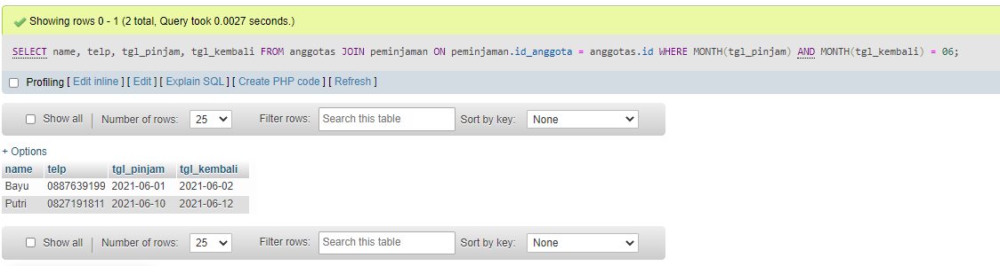 Showing rows 0 - 1 (2 total, Query took 0.0027 seconds.)
SELECT name, telp, tgl_pinjam, tgl_kembali FROM anggotas JOIN peminjaman ON peminjaman.id_anggota = anggotas.id WHERE MONTH(tgl_pinjam) AND MONTH(tgl_kembali) = 06;
Profiling [ Edit inline ] [ Edit ] [ Explain SQL ] [ Create PHP code ] [ Refresh ]
Show all Number of rows: 25 Filter rows: Search this table Sort by key: None
+ Options
name telp tgl_pinjam tgl_kembali
Bayu 0887639199 2021-06-01 2021-06-02
Putri 0827191811 2021-06-10 2021-06-12
Show all Number of rows: 25 Filter rows: Search this table Sort by key: None